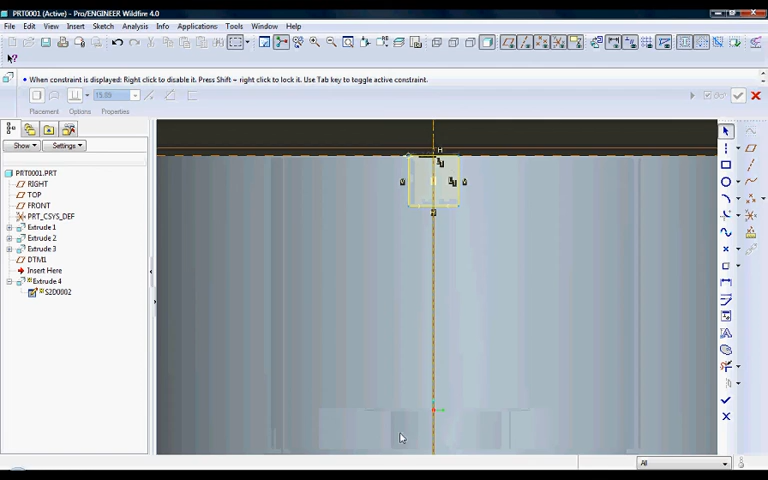 PRT0001 (Active) - Pro/ENGINEER Wildfire 4.0
File Edit View Insert Sketch Analysis Info Applications Tools Window Help
When constraint is displayed: Right click to disable it. Press Shift + right click to lock it. Use Tab key to toggle active constraint.
15.00
Placement Options Properties
Show Settings
PRT0001.PRT
RIGHT
TOP
FRONT
PRT_CSYS_DEF
Extrude 1
Extrude 2
Extrude 3
DTM1
Insert Here
Extrude 4
S2D0002
H
All